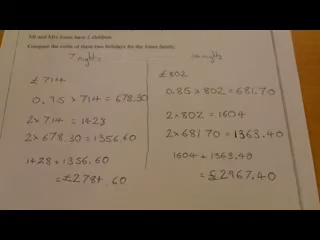 Mr and Mrs Jones have 2 children.
Compare the costs of these two holidays for the Jones family.
7 nights
nights
£714
0.95 x 714 = 678.30
2 x 714 = 1428
2 x 678.30 = 1356.60
1428 + 1356.60
= £2784.60
£802
0.85 x 802 = 681.70
2 x 802 = 1604
2 x 681.70 = 1363.40
1604 + 1363.40
= £2967.40